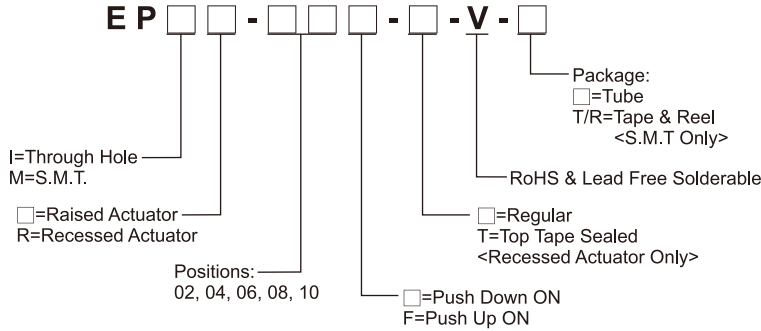 EP□□-□□□-□-V-□
Package:
□=Tube
T/R=Tape & Reel
<S.M.T Only>
I=Through Hole
M=S.M.T.
RoHS & Lead Free Solderable
□=Raised Actuator
R=Recessed Actuator
□=Regular
T=Top Tape Sealed
<Recessed Actuator Only>
Positions:
02, 04, 06, 08, 10
□=Push Down ON
F=Push Up ON